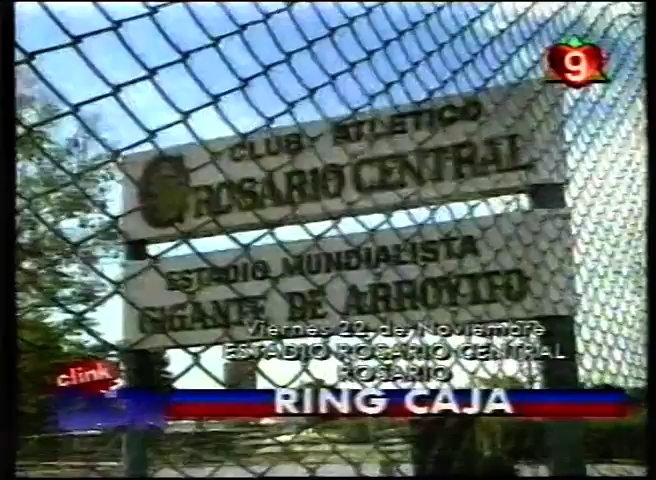 9
CLUB ATLETICO
ROSARIO CENTRAL
ESTADIO MUNDIALISTA
GIGANTE DE ARROYITO
Viernes 22 de Noviembre
ESTADIO ROSARIO CENTRAL
ROSARIO
clink
RING CAJA